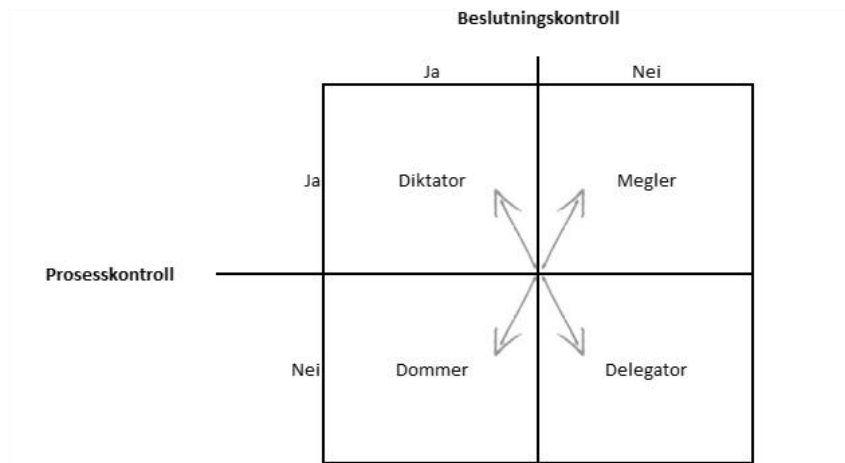 Beslutningskontroll
Ja Nei
Ja Diktator Megler
Prosesskontroll
Nei Dommer Delegator